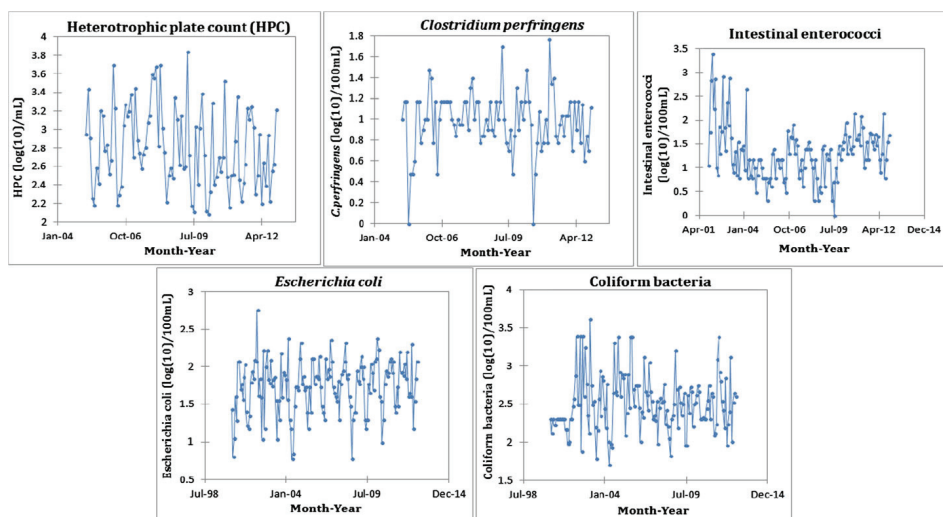 Heterotrophic plate count (HPC)
HPC (log(10)/mL)
4
3.8
3.6
3.4
3.2
3
2.8
2.6
2.4
2.2
2
Jan-04
Oct-06
Jul-09
Apr-12
Month-Year
Clostridium perfringens
C.perfringens (log(10)/100mL)
1.8
1.6
1.4
1.2
1
0.8
0.6
0.4
0.2
0
Jan-04
Oct-06
Jul-09
Apr-12
Month-Year
Intestinal enterococci
Intestinal enterococci
(log(10)/100mL)
3.5
3
2.5
2
1.5
1
0.5
0
Apr-01
Jan-04
Oct-06
Jul-09
Apr-12
Dec-14
Month-Year
Escherichia coli
Escherichia coli (log(10)/100mL)
3
2.5
2
1.5
1
0.5
Jul-98
Jan-04
Jul-09
Dec-14
Month-Year
Coliform bacteria
Coliform bacteria (log(10)/100mL)
4
3.5
3
2.5
2
1.5
Jul-98
Jan-04
Jul-09
Dec-14
Month-Year